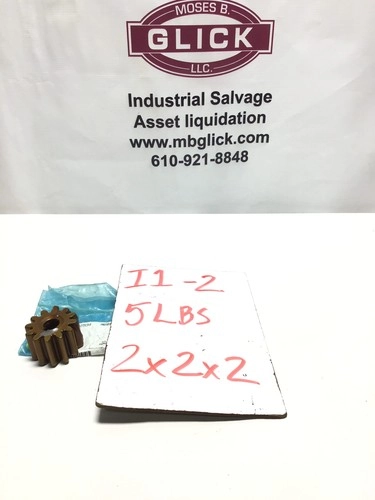 MOSES B.
GLICK
LLC.
Industrial Salvage
Asset liquidation
www.mbglick.com
610-921-8848
I1-2
5LBS
2x2x2